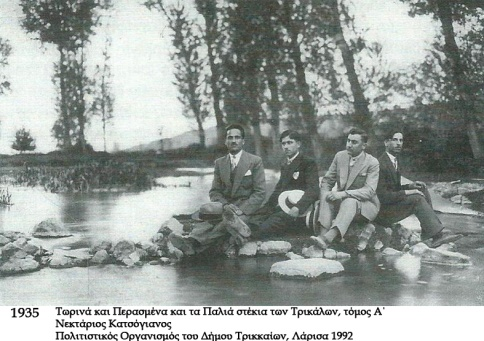 1935 Τωρινά και Περασμένα και τα Παλιά στέκια των Τρικάλων, τόμος Α'
Νεκτάριος Κατσόγιανος
Πολιτιστικός Οργανισμός του Δήμου Τρικκαίων, Λάρισα 1992